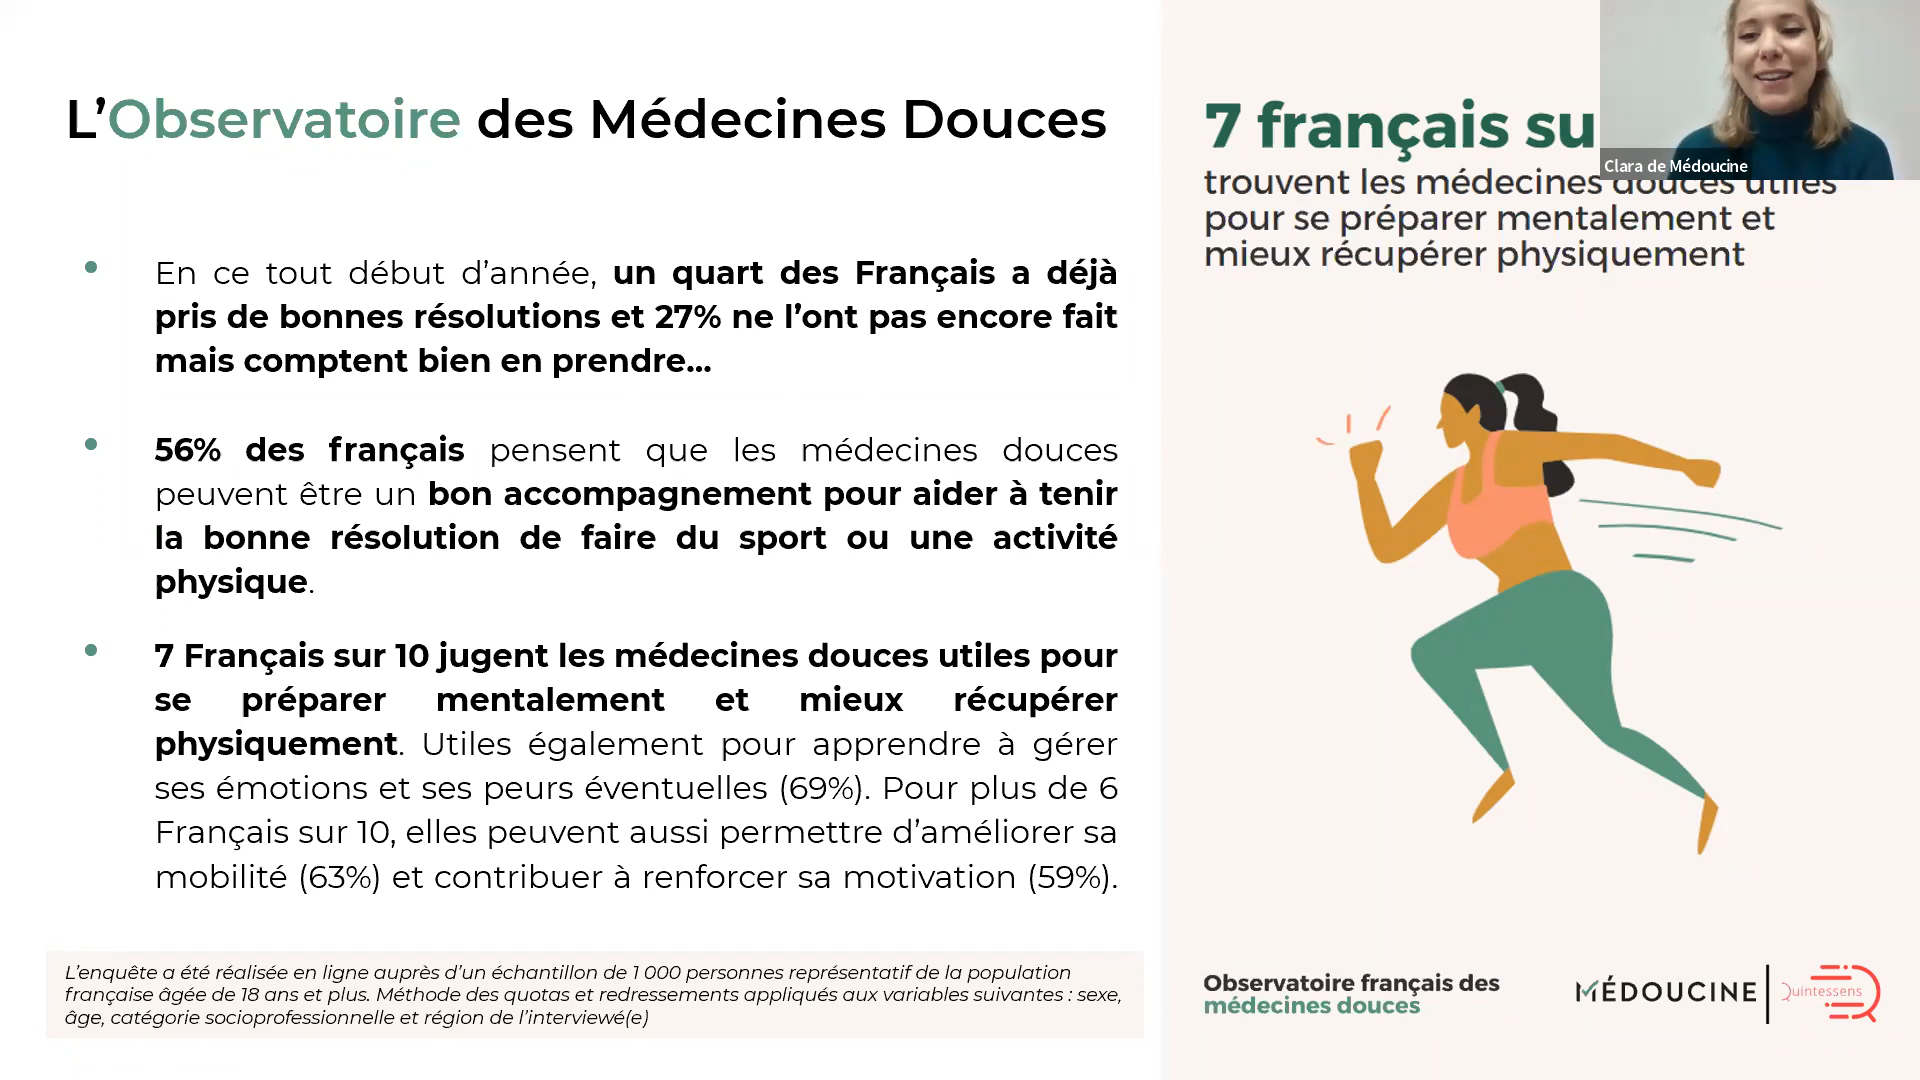 L’Observatoire des Médecines Douces
En ce tout début d’année, un quart des Français a déjà
pris de bonnes résolutions et 27% ne l’ont pas encore fait
mais comptent bien en prendre...
56% des français pensent que les médecines douces
peuvent être un bon accompagnement pour aider à tenir
la bonne résolution de faire du sport ou une activité
physique.
7 Français sur 10 jugent les médecines douces utiles pour
se préparer mentalement et mieux récupérer
physiquement. Utiles également pour apprendre à gérer
ses émotions et ses peurs éventuelles (69%). Pour plus de 6
Français sur 10, elles peuvent aussi permettre d’améliorer sa
mobilité (63%) et contribuer à renforcer sa motivation (59%).
L’enquête a été réalisée en ligne auprès d’un échantillon de 1 000 personnes représentatif de la population
française âgée de 18 ans et plus. Méthode des quotas et redressements appliqués aux variables suivantes : sexe,
âge, catégorie socioprofessionnelle et région de l’interviewé(e)
7 français su
trouvent les médecines douces utiles
pour se préparer mentalement et
mieux récupérer physiquement
Clara de Médoucine
Observatoire français des
médecines douces
MÉDOUCINE
Quintessens